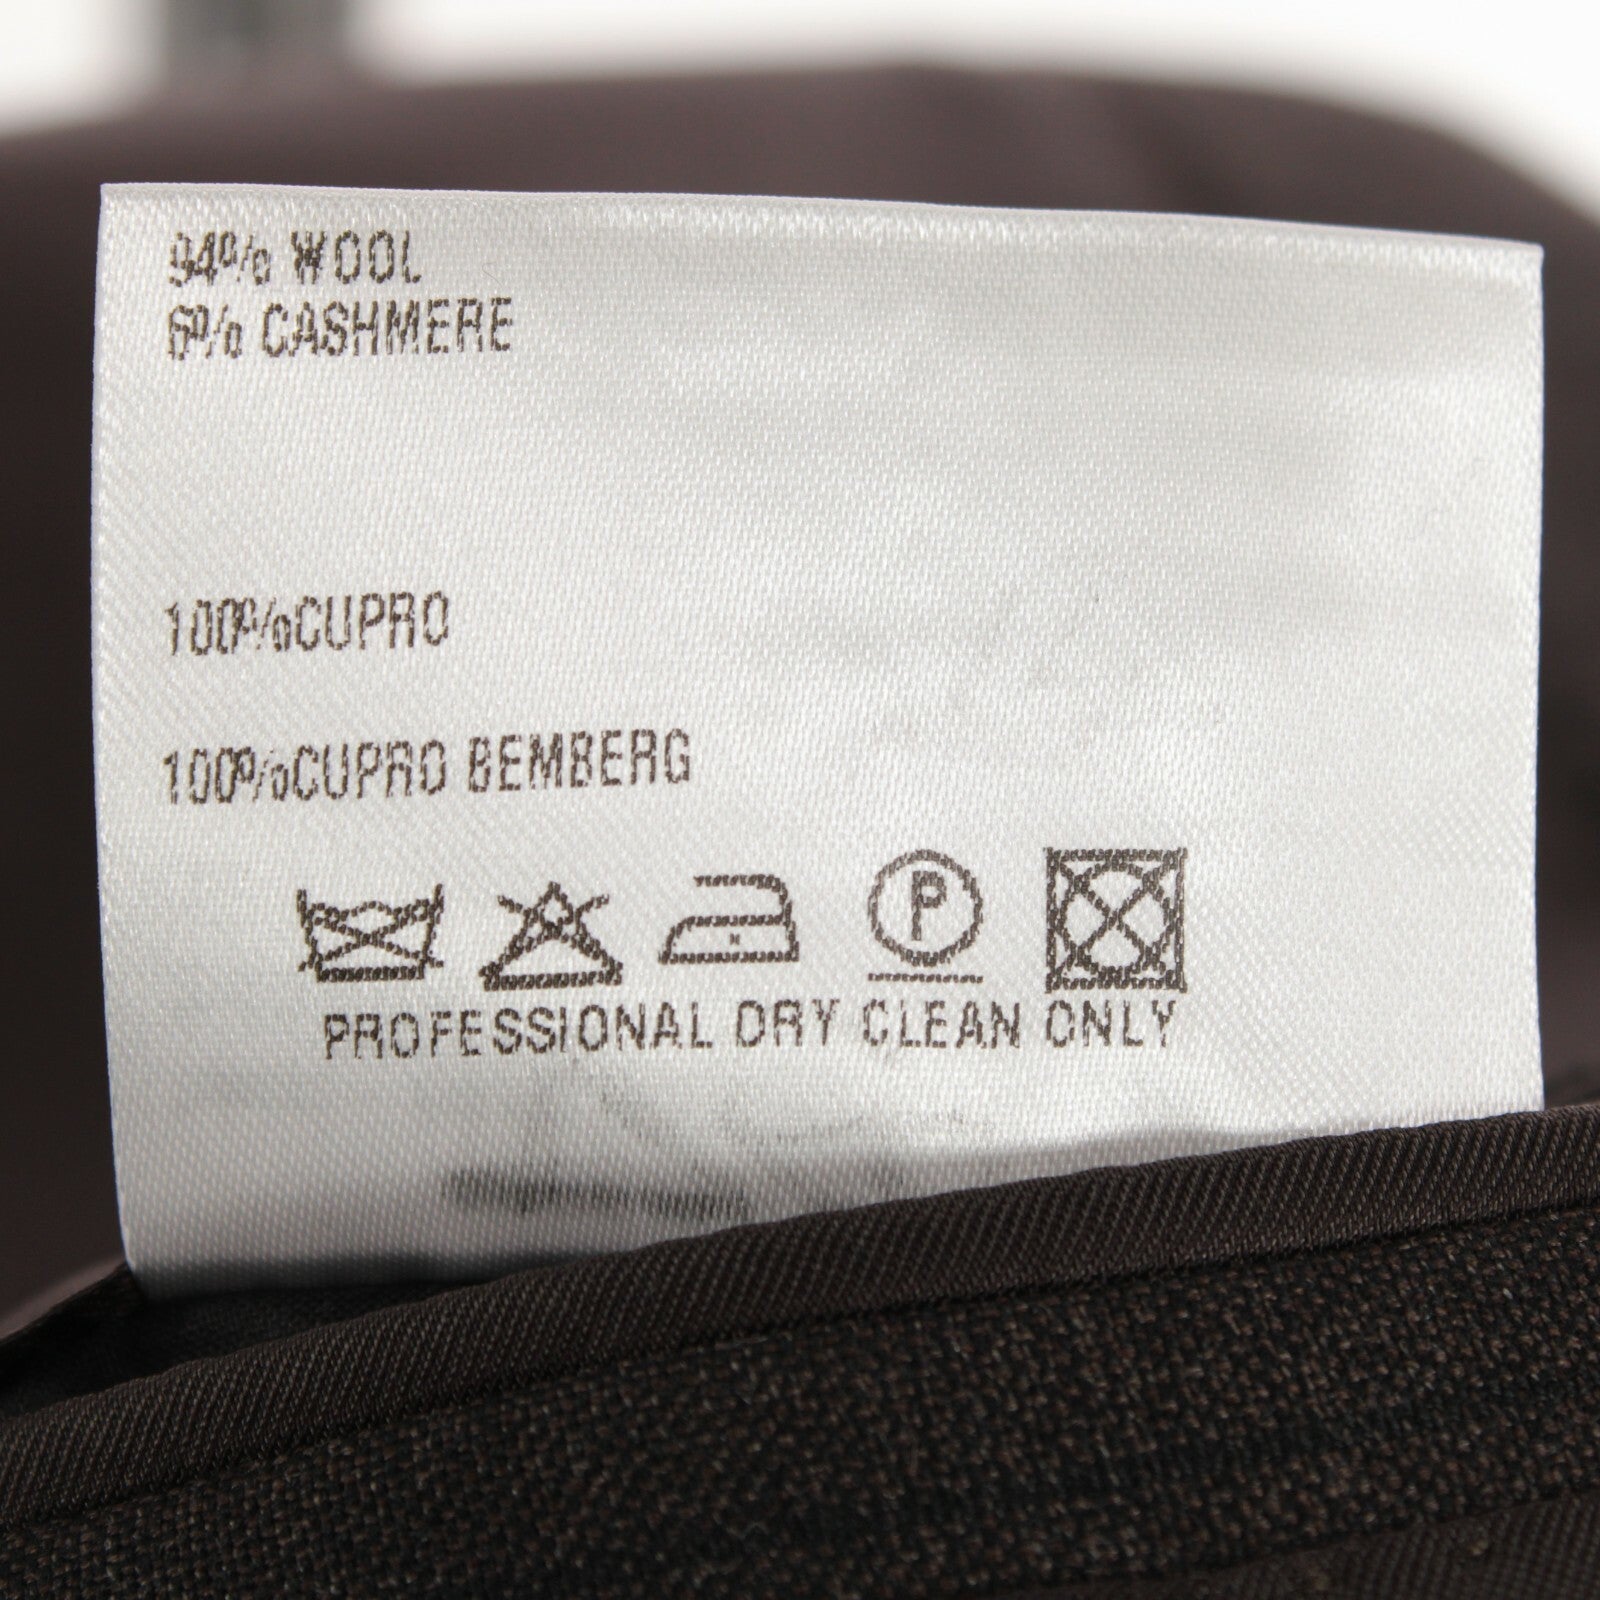 94% WOOL
6% CASHMERE
100%CUPRO
100%CUPRO BEMBERG
P
PROFESSIONAL DRY CLEAN ONLY